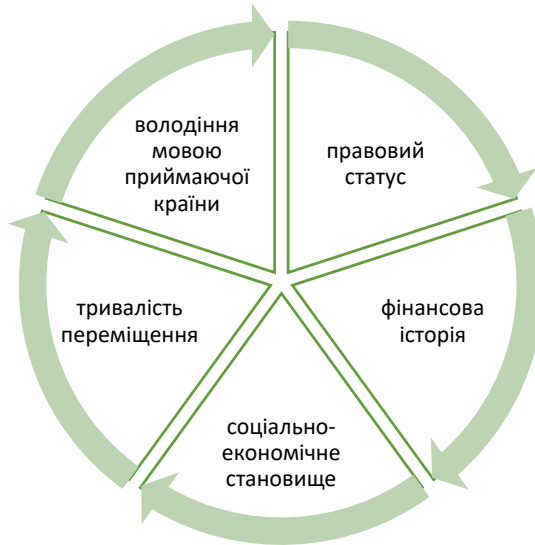 правовий
статус
фінансова
історія
соціально-
економічне
становище
тривалість
переміщення
володіння
мовою
приймаючої
країни